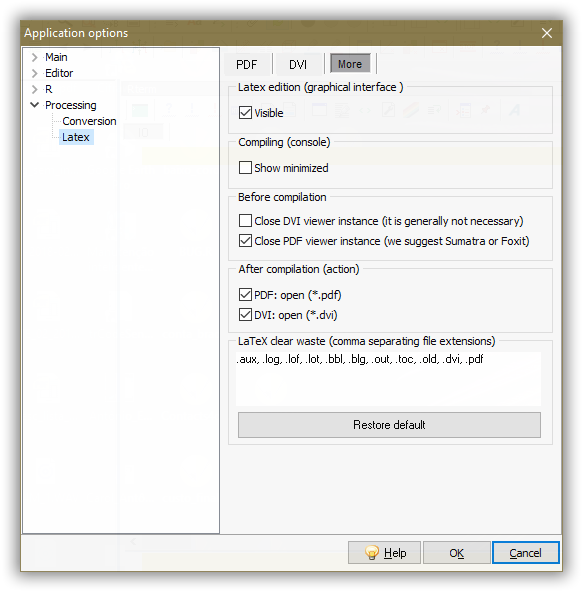 Application options
Main
Editor
R
Processing
Conversion
Latex
PDF DVI More
Latex edition (graphical interface )
Visible
Compiling (console)
Show minimized
Before compilation
Close DVI viewer instance (it is generally not necessary)
Close PDF viewer instance (we suggest Sumatra or Foxit)
After compilation (action)
PDF: open (*.pdf)
DVI: open (*.dvi)
LaTeX clear waste (comma separating file extensions)
.aux, .log, .lof, .lot, .bbl, .blg, .out, .toc, .old, .dvi, .pdf
Restore default
Help OK Cancel